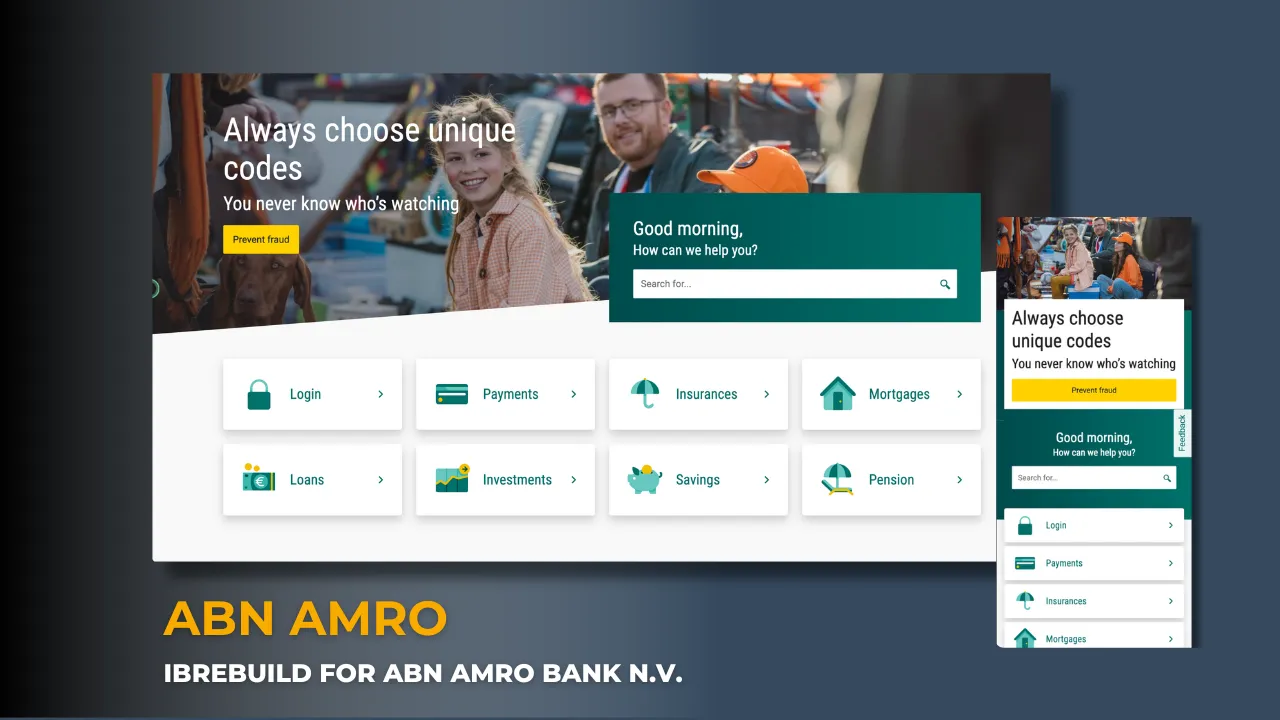 Always choose unique
codes
You never know who's watching
Prevent fraud
Good morning,
How can we help you?
Search for...
Login
Payments
Insurances
Mortgages
Loans
Investments
Savings
Pension
Always choose
unique codes
You never know who's watching
Prevent fraud
Feedback
Good morning,
How can we help you?
Search for...
Login
Payments
Insurances
Mortgages
ABN AMRO
IBREBUILD FOR ABN AMRO BANK N.V.